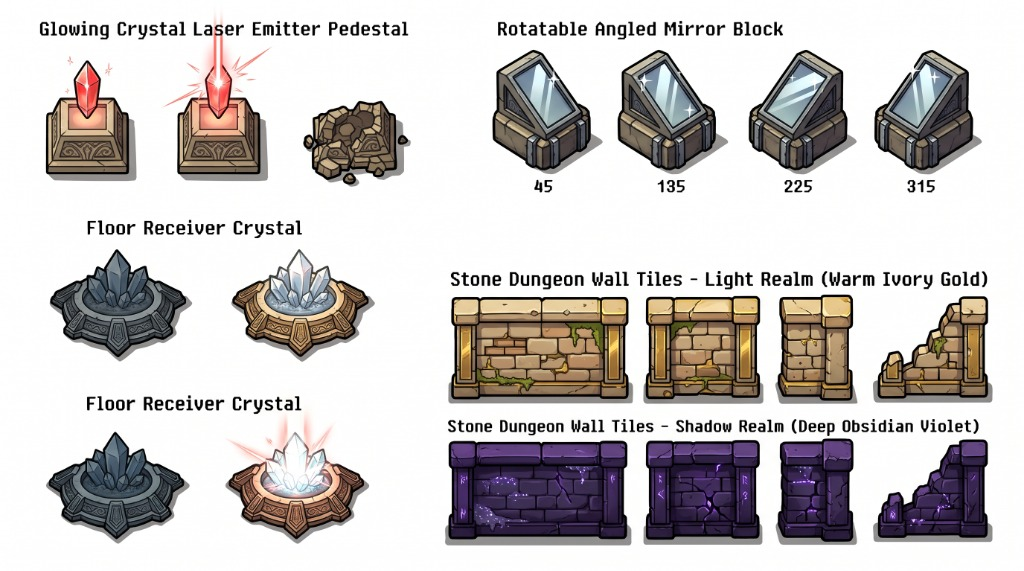 Glowing Crystal Laser Emitter Pedestal
Rotatable Angled Mirror Block
45
135
225
315
Floor Receiver Crystal
Stone Dungeon Wall Tiles - Light Realm (Warm Ivory Gold)
Floor Receiver Crystal
Stone Dungeon Wall Tiles - Shadow Realm (Deep Obsidian Violet)